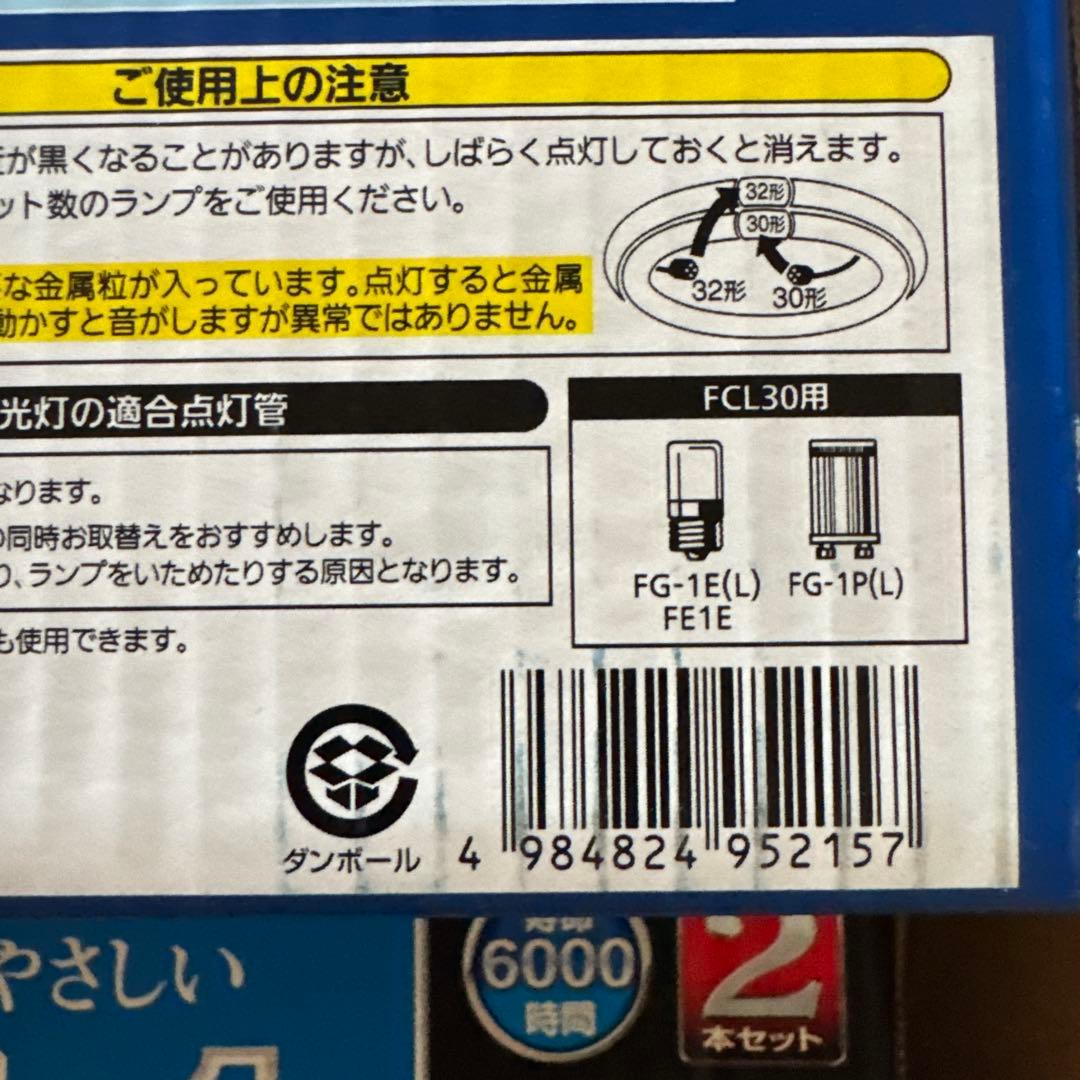 ご使用上の注意
が黒くなることがありますが、しばらく点灯しておくと消えます。
ット数のランプをご使用ください。
32形
30形
32形 30形
な金属粒が入っています。点灯すると金属
動かすと音がしますが異常ではありません。
光灯の適合点灯管
FCL30用
なります。
の同時お取替えをおすすめします。
り、ランプをいためたりする原因となります。
FG-1E(L) FG-1P(L)
FE1E
も使用できます。
ダンボール
4 984824 952157
やさしい
寿命
6000
時間
2
本セット